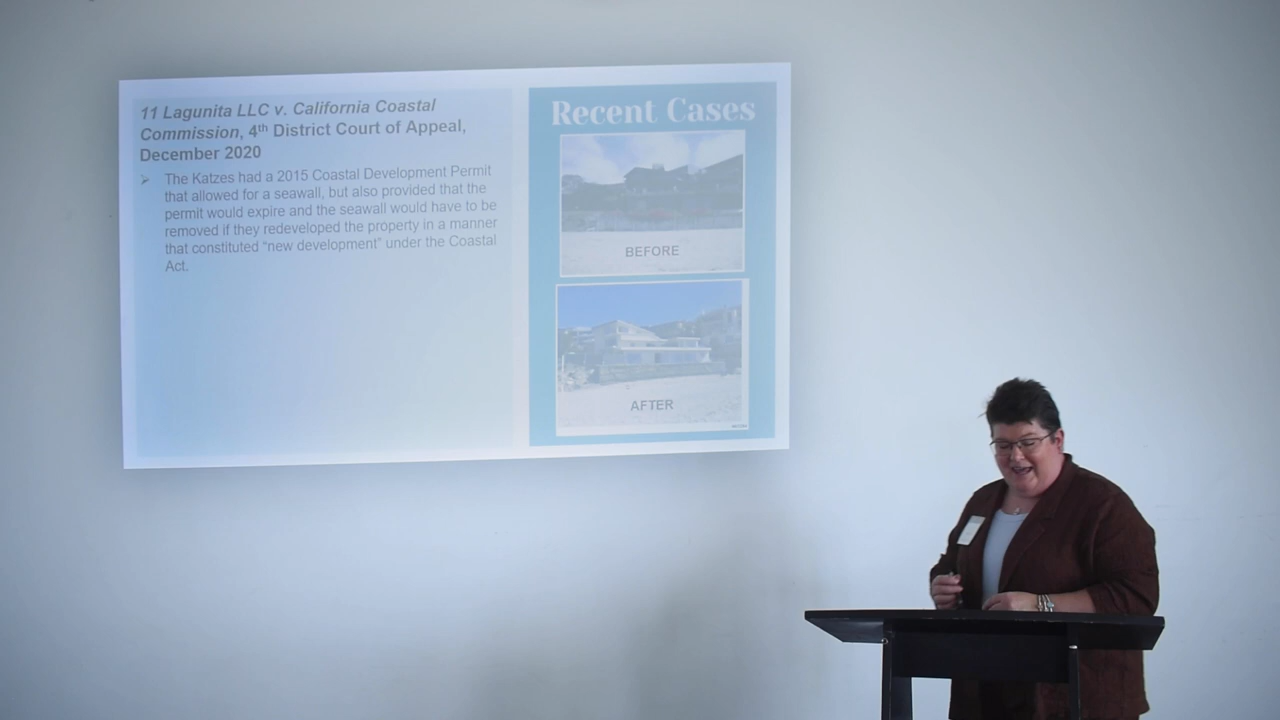 11 Lagunita LLC v. California Coastal
Commission, 4th District Court of Appeal,
December 2020
➢ The Katzes had a 2015 Coastal Development Permit
that allowed for a seawall, but also provided that the
permit would expire and the seawall would have to be
removed if they redeveloped the property in a manner
that constituted “new development” under the Coastal
Act.
Recent Cases
BEFORE
AFTER